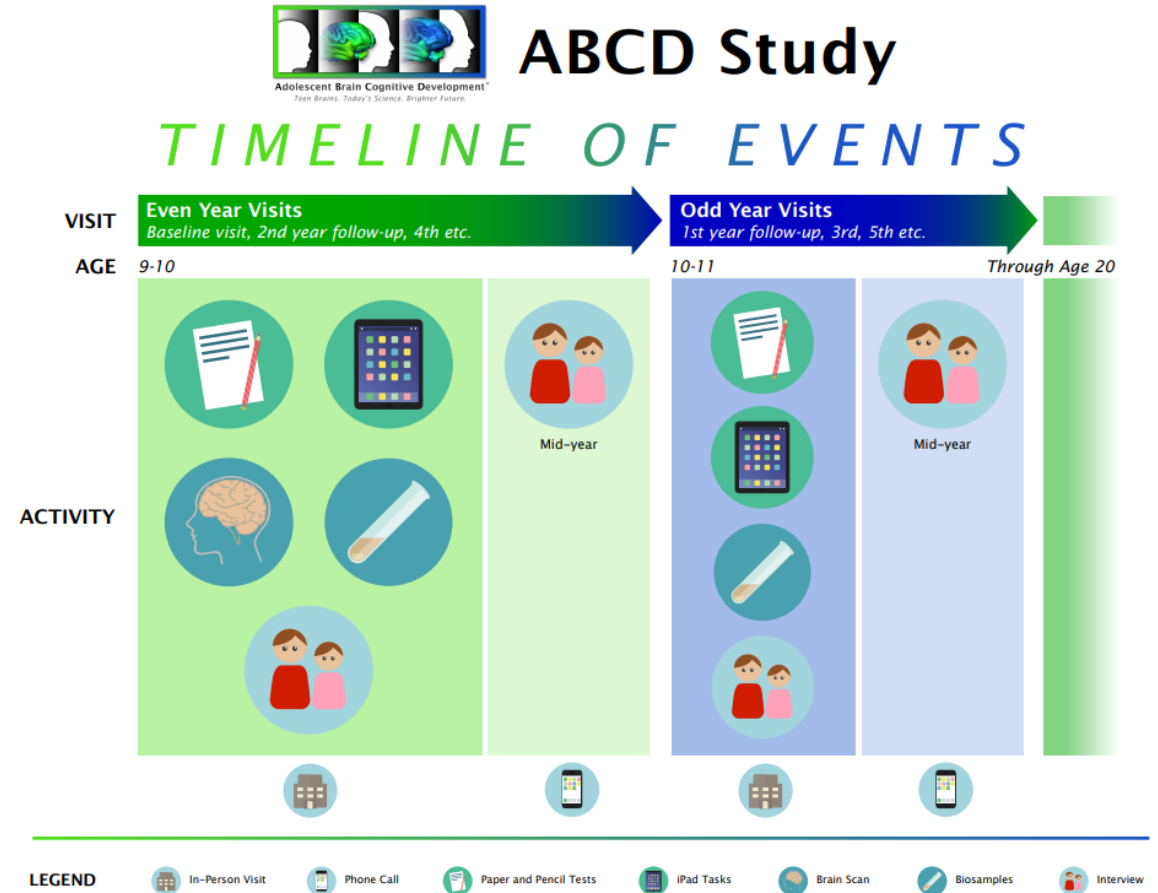 ABCD Study
Adolescent Brain Cognitive Development®
Teen Brains. Today's Science. Brighter Future.
TIMELINE OF EVENTS
VISIT
Even Year Visits
Baseline visit, 2nd year follow-up, 4th etc.
Odd Year Visits
1st year follow-up, 3rd, 5th etc.
AGE
9-10
10-11
Through Age 20
ACTIVITY
Mid-year
Mid-year
LEGEND
In-Person Visit
Phone Call
Paper and Pencil Tests
iPad Tasks
Brain Scan
Biosamples
Interview